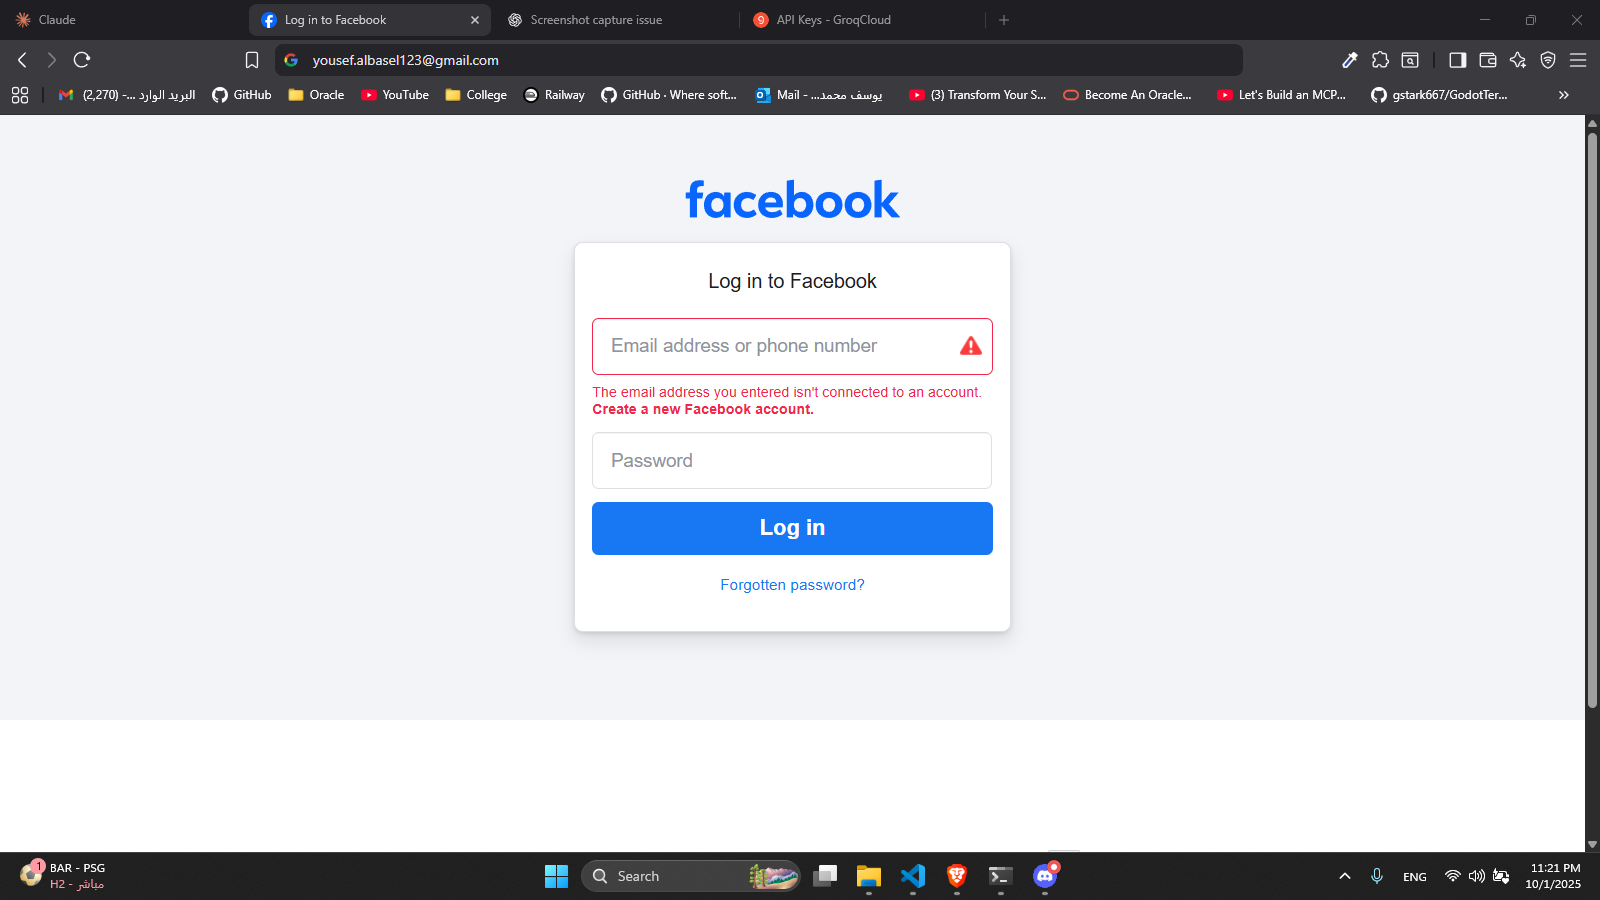 Claude
Log in to Facebook
Screenshot capture issue
9 API Keys - GroqCloud
yousef.albasel123@gmail.com
(2,270) -... البريد الوارد
GitHub
Oracle
YouTube
College
Railway
GitHub · Where soft...
Mail - ...يوسف محمد
(3) Transform Your S...
Become An Oracle...
Let's Build an MCP...
gstark667/GodotTer...
facebook
Log in to Facebook
Email address or phone number
The email address you entered isn't connected to an account.
Create a new Facebook account.
Password
Log in
Forgotten password?
1
BAR - PSG
H2 - مباشر
Search
ENG
11:21 PM
10/1/2025